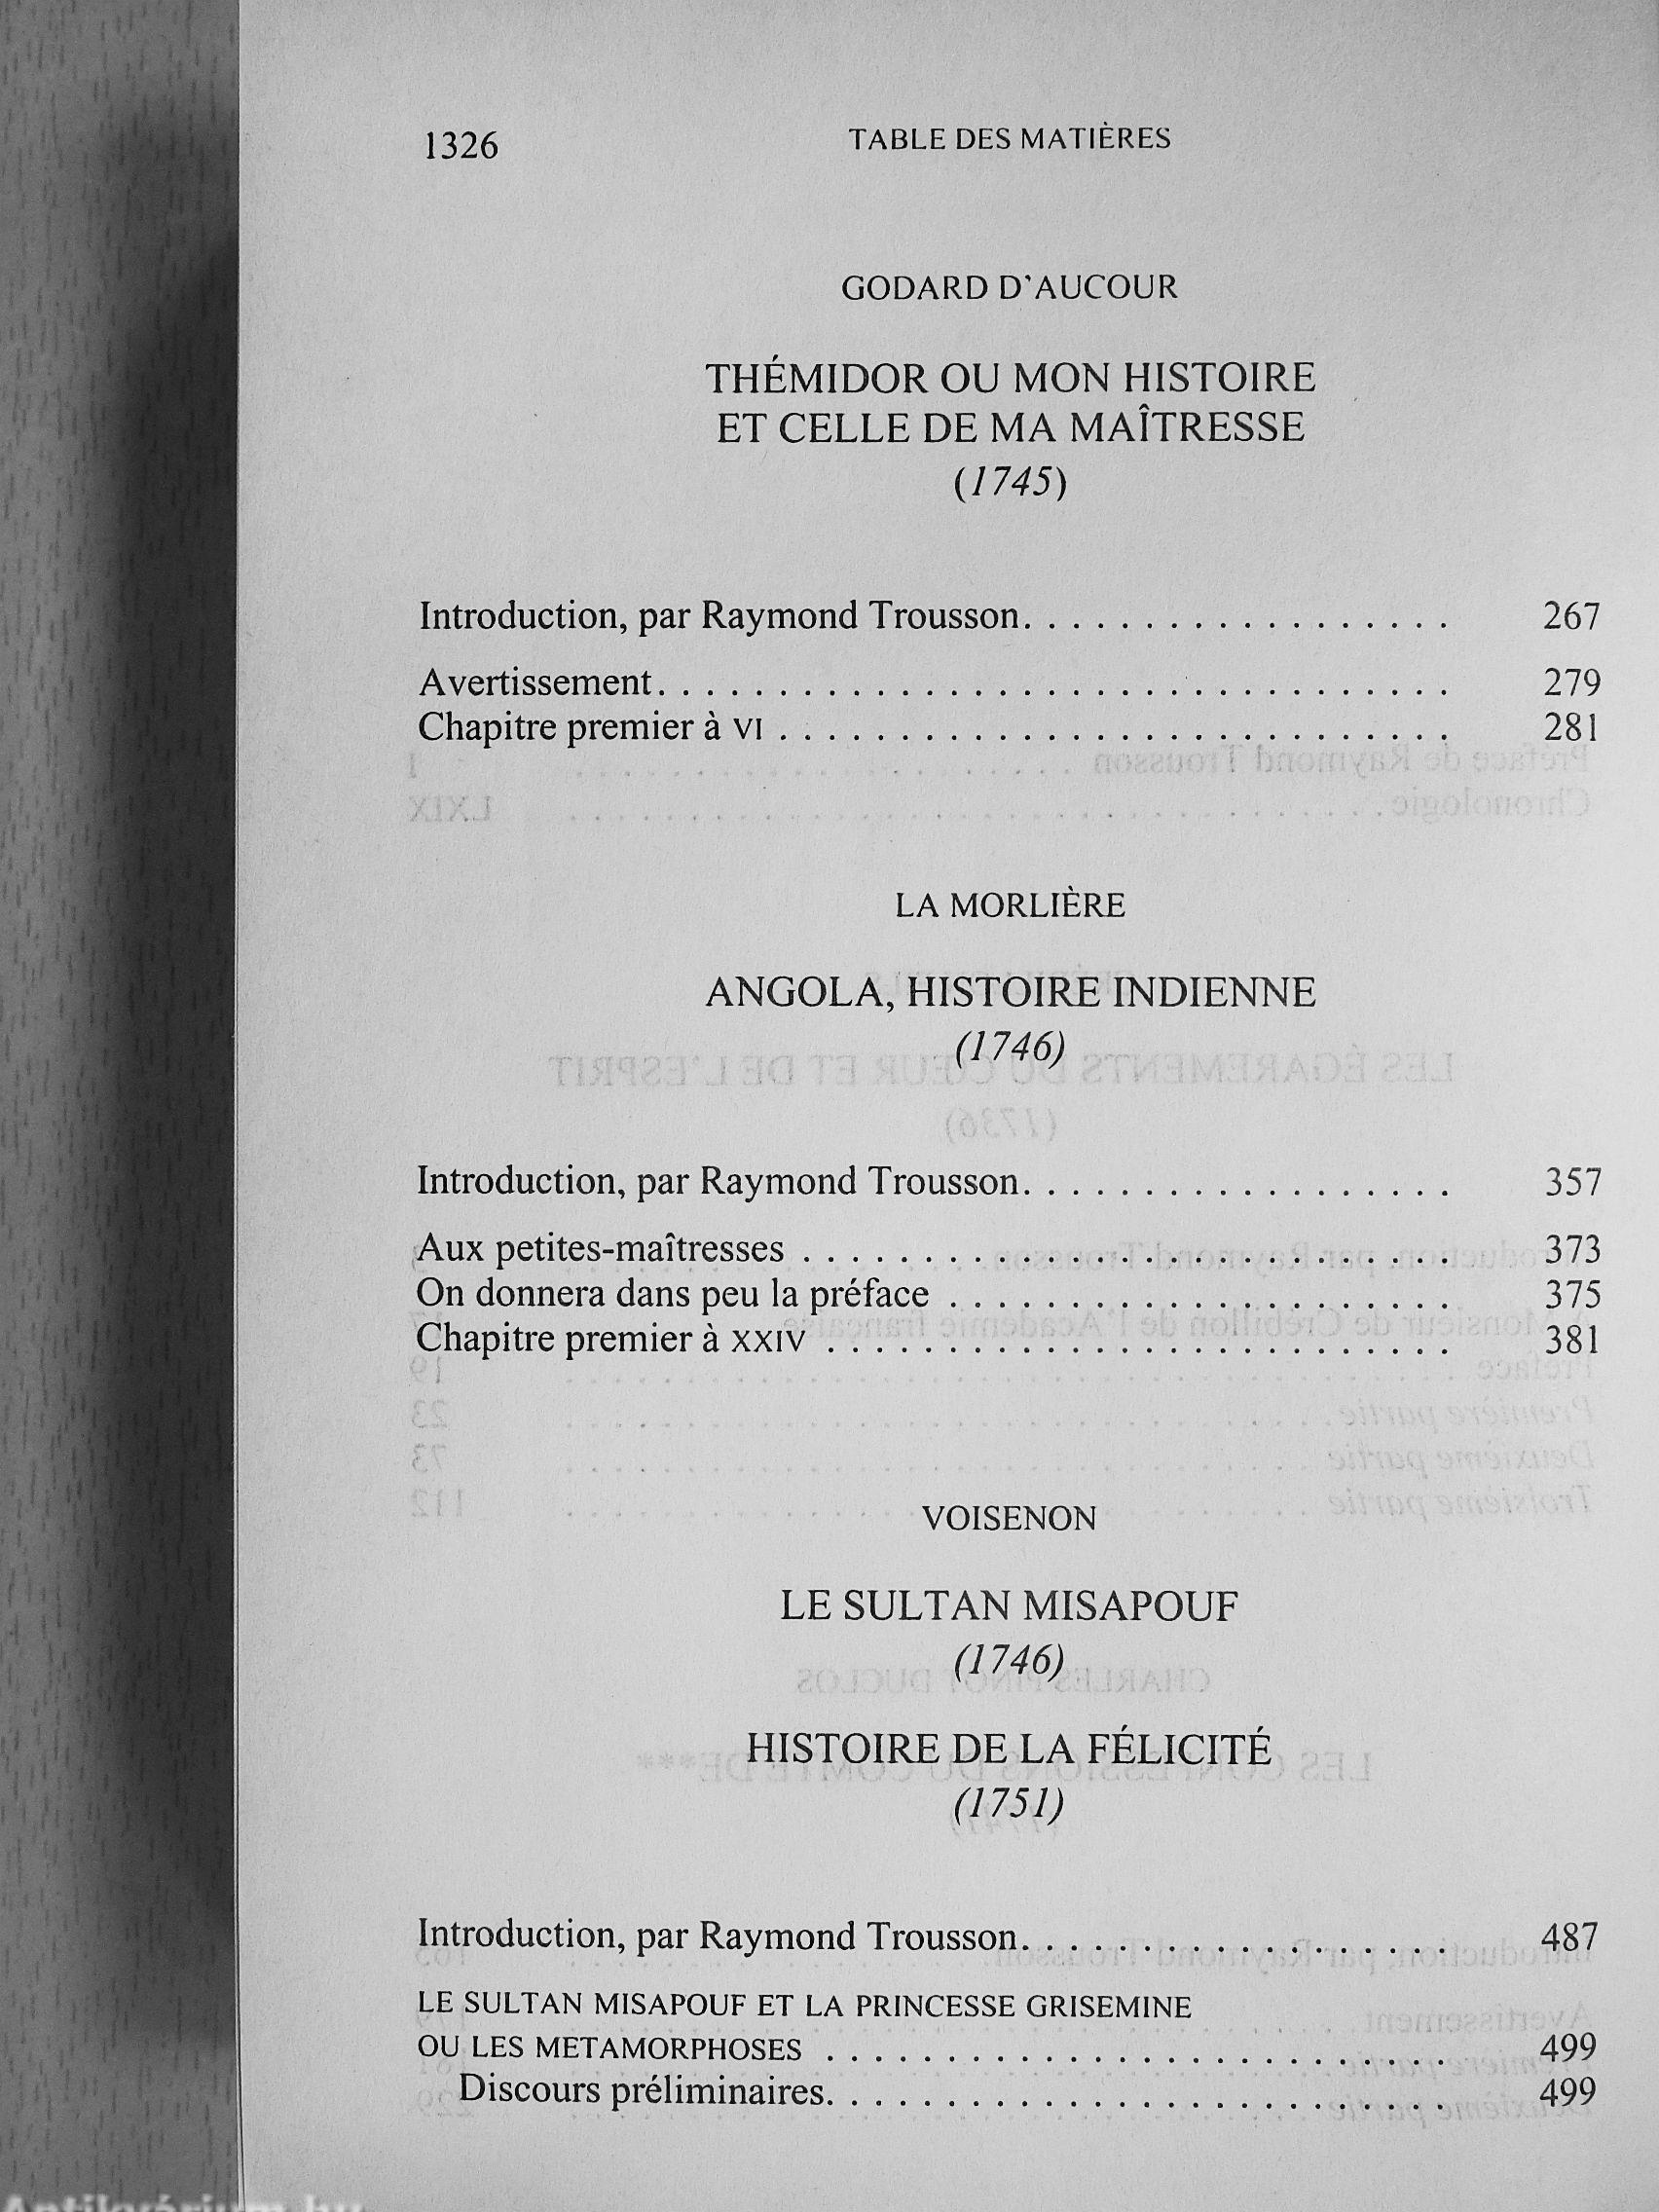 1326 TABLE DES MATIÈRES
GODARD D'AUCOUR
THÉMIDOR OU MON HISTOIRE
ET CELLE DE MA MAÎTRESSE
(1745)
Introduction, par Raymond Trousson. . . . . . . . . . . . . . . . . . 267
Avertissement. . . . . . . . . . . . . . . . . . . . . . . . . . . . . . . . . 279
Chapitre premier à VI . . . . . . . . . . . . . . . . . . . . . . . . . . . . 281
LA MORLIÈRE
ANGOLA, HISTOIRE INDIENNE
(1746)
Introduction, par Raymond Trousson. . . . . . . . . . . . . . . . . . 357
Aux petites-maîtresses . . . . . . . . . . . . . . . . . . . . . . . . . . . 373
On donnera dans peu la préface . . . . . . . . . . . . . . . . . . . . . 375
Chapitre premier à XXIV . . . . . . . . . . . . . . . . . . . . . . . . . . 381
VOISENON
LE SULTAN MISAPOUF
(1746)
HISTOIRE DE LA FÉLICITÉ
(1751)
Introduction, par Raymond Trousson. . . . . . . . . . . . . . . . . . 487
LE SULTAN MISAPOUF ET LA PRINCESSE GRISEMINE
OU LES METAMORPHOSES . . . . . . . . . . . . . . . . . . . . . . . . . . 499
Discours préliminaires. . . . . . . . . . . . . . . . . . . . . . . . . . 499